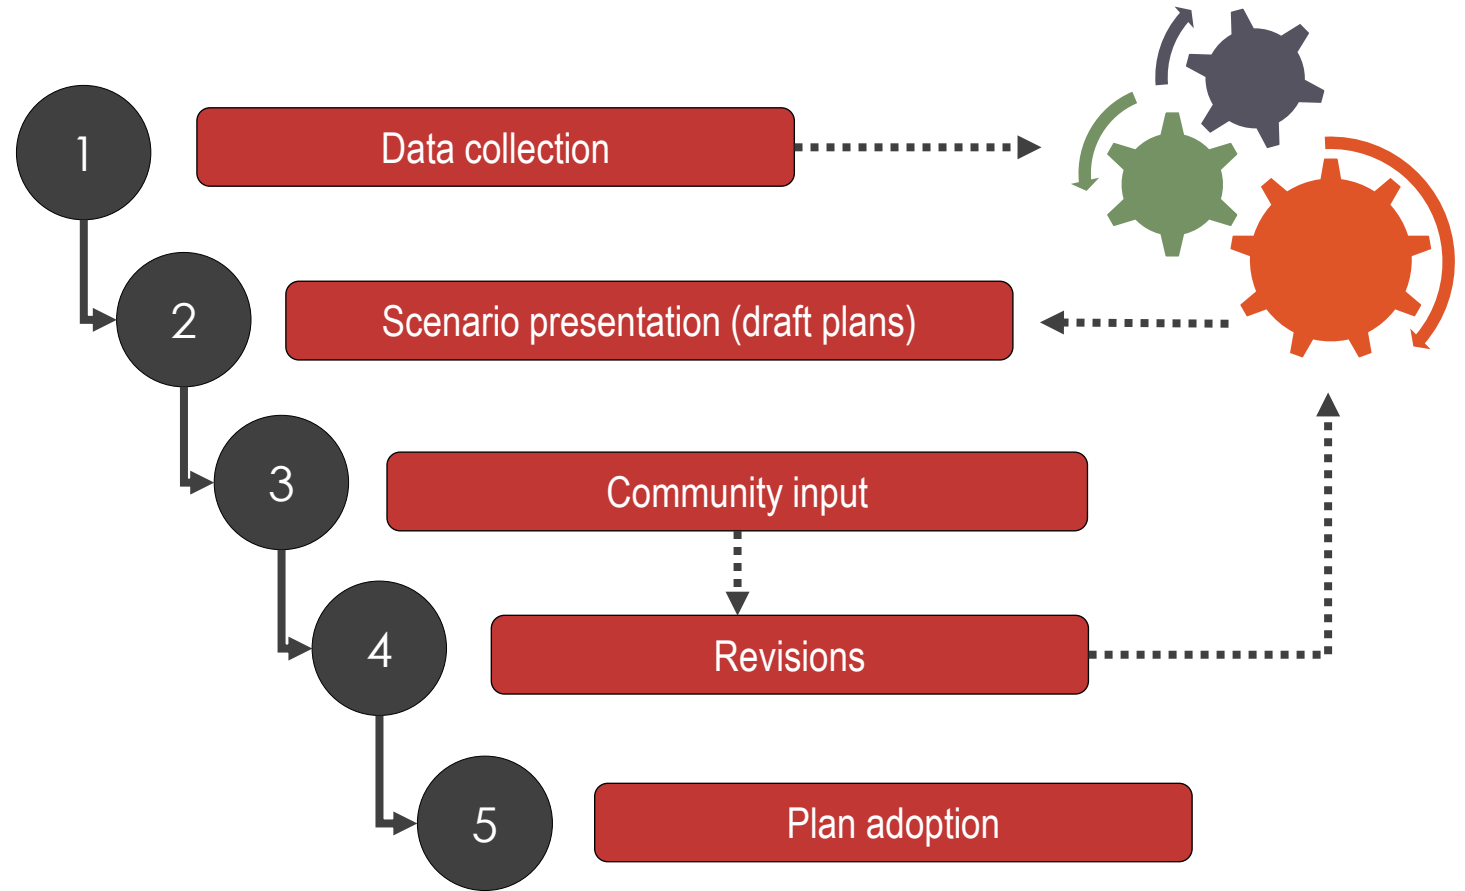 1
Data collection
2
Scenario presentation (draft plans)
3
Community input
4
Revisions
5
Plan adoption